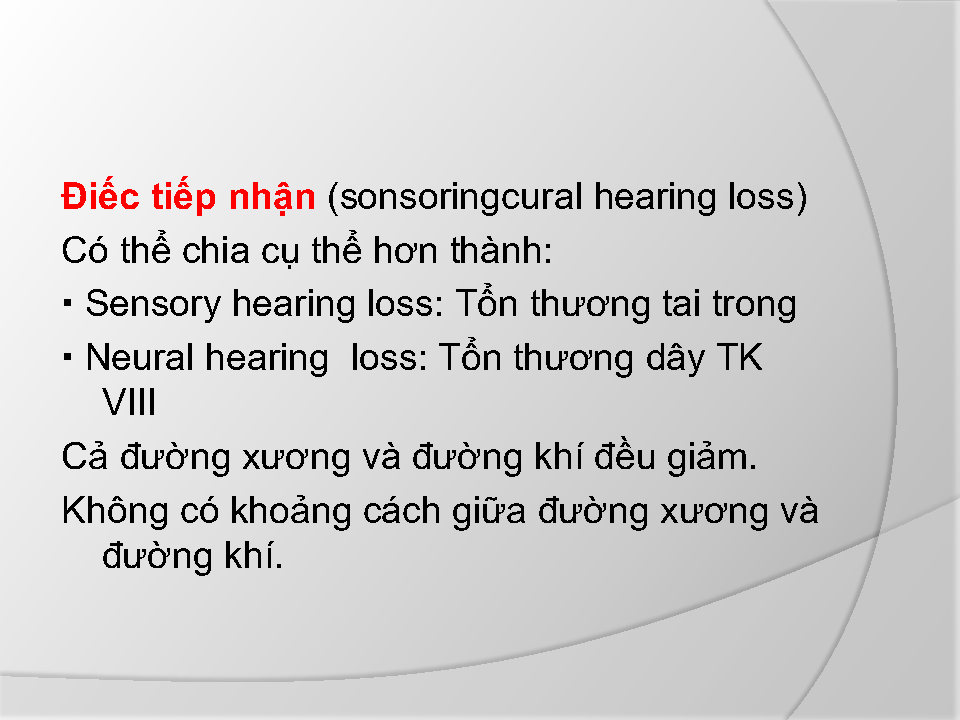 Điếc tiếp nhận (sonsoringcural hearing loss)
Có thể chia cụ thể hơn thành:
· Sensory hearing loss: Tổn thương tai trong
· Neural hearing loss: Tổn thương dây TK
VIII
Cả đường xương và đường khí đều giảm.
Không có khoảng cách giữa đường xương và
đường khí.